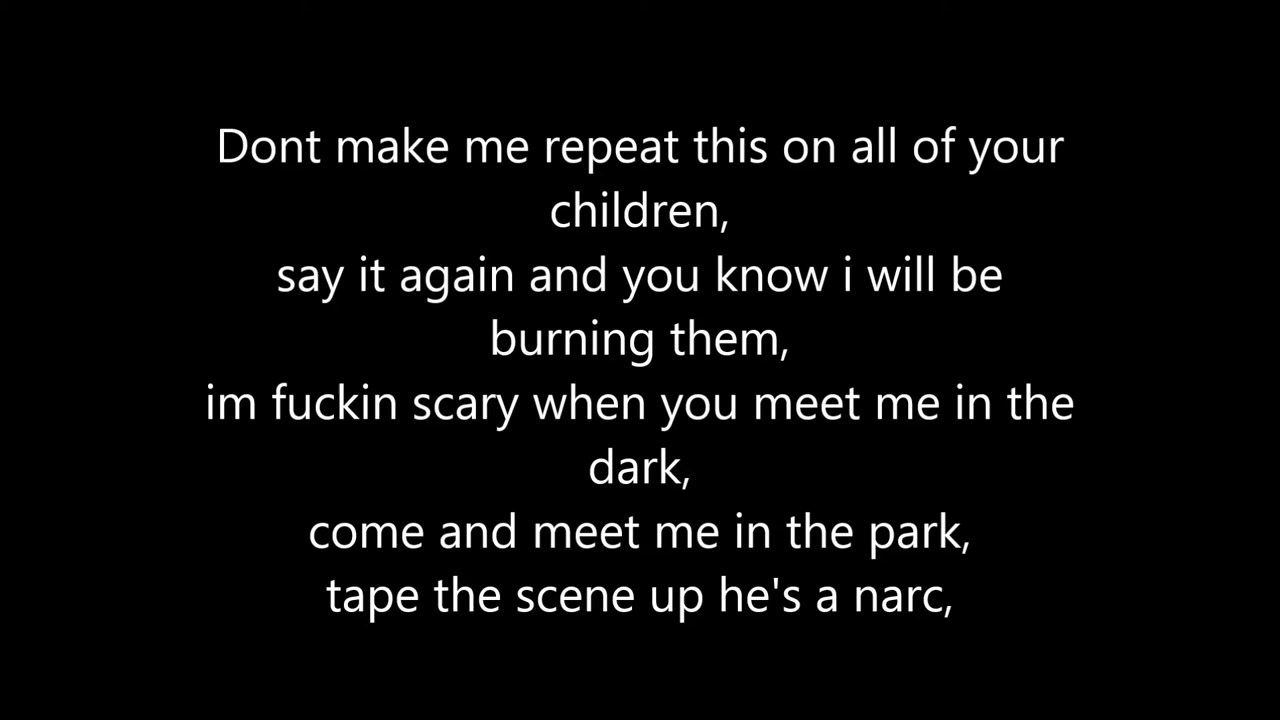 Dont make me repeat this on all of your
children,
say it again and you know i will be
burning them,
im fuckin scary when you meet me in the
dark,
come and meet me in the park,
tape the scene up he's a narc,